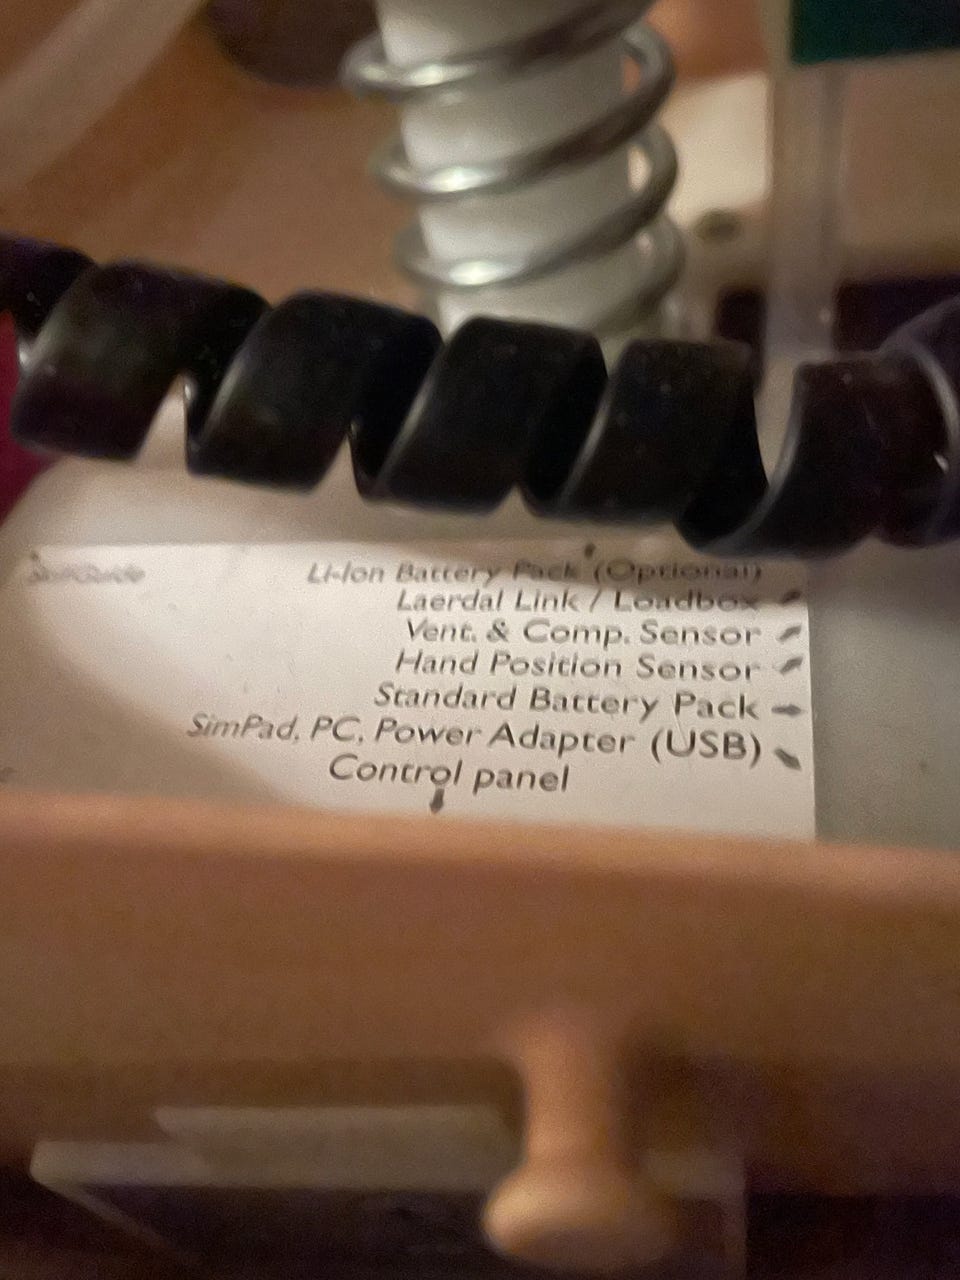 Li-Ion Battery Pack (Optional)
Laerdal Link / Loadbox
Vent. & Comp. Sensor
Hand Position Sensor
Standard Battery Pack
SimPad, PC, Power Adapter (USB)
Control panel